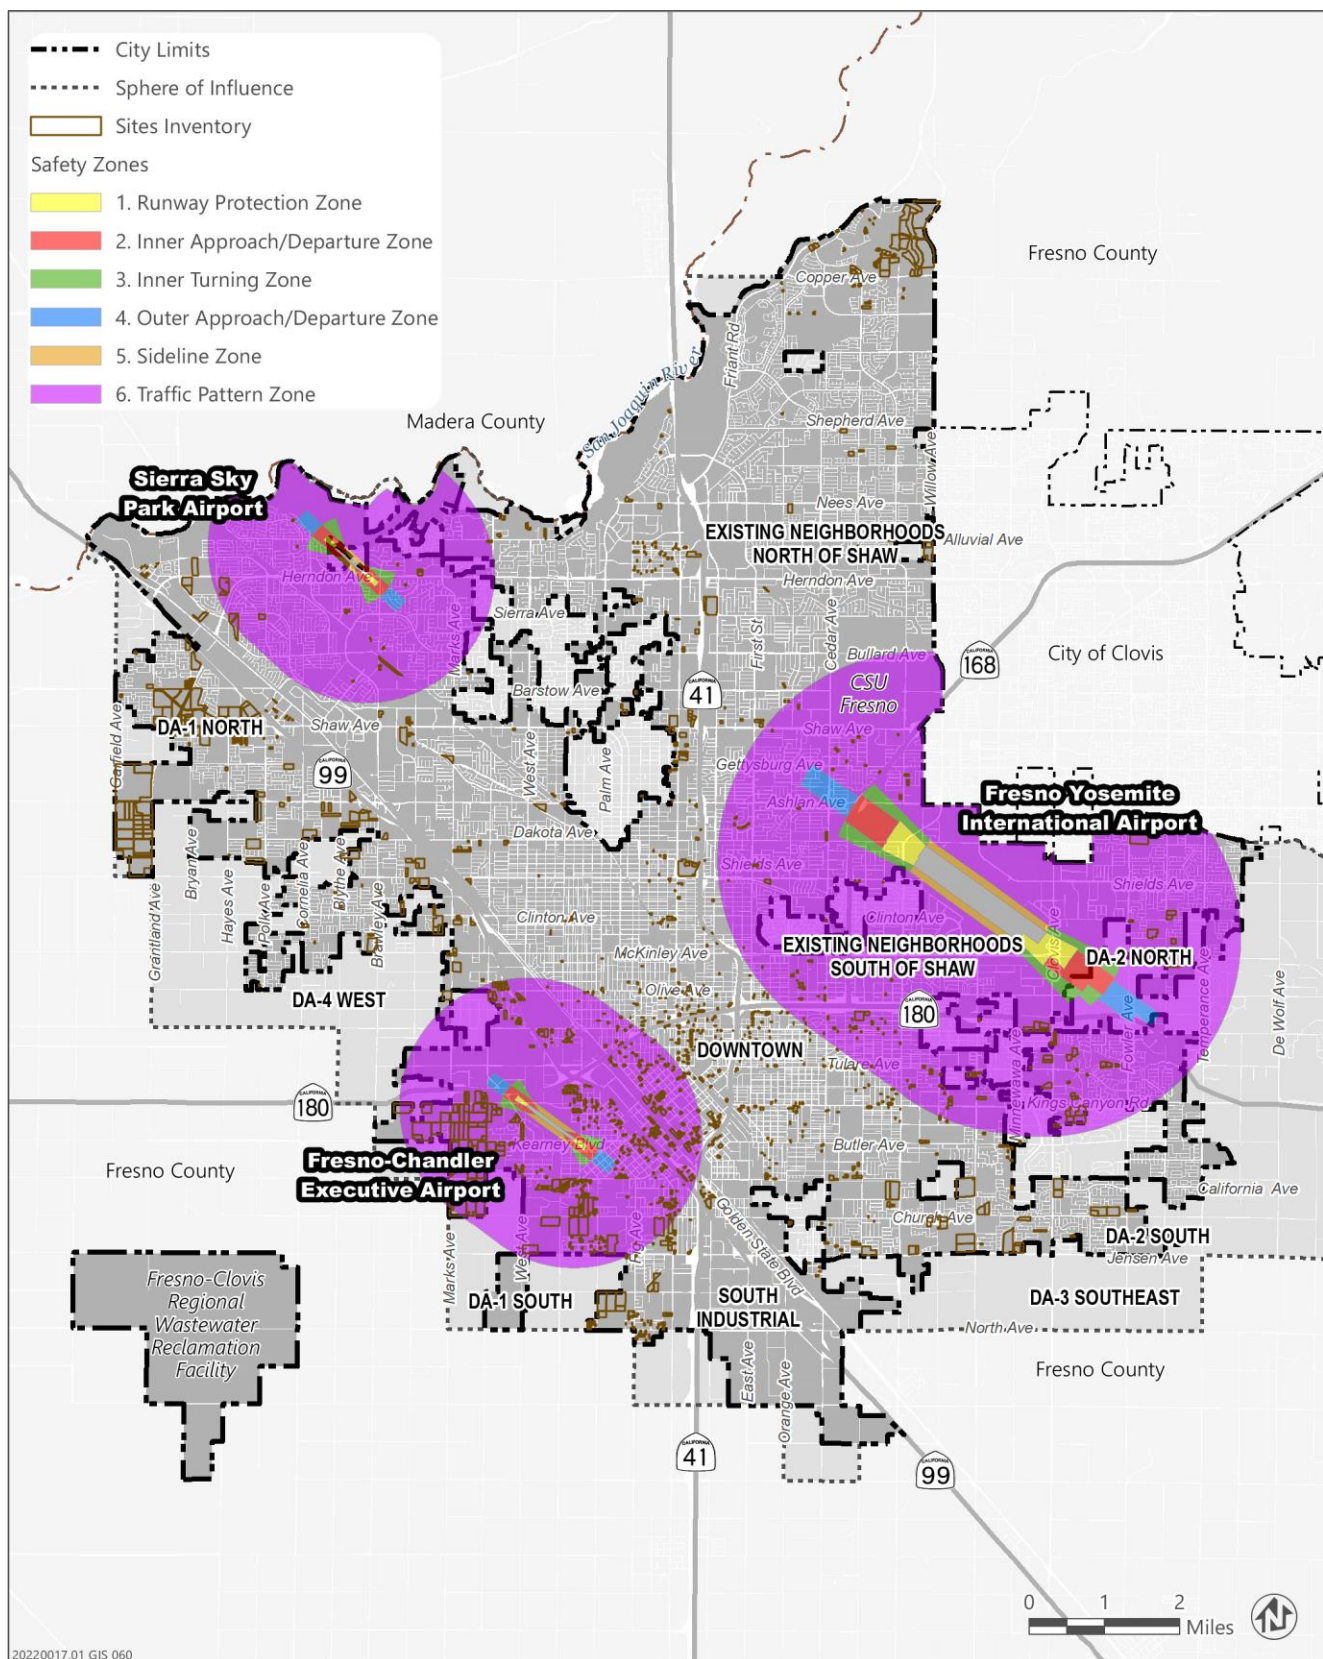 City Limits
Sphere of Influence
Sites Inventory
Safety Zones
1. Runway Protection Zone
2. Inner Approach/Departure Zone
3. Inner Turning Zone
4. Outer Approach/Departure Zone
5. Sideline Zone
6. Traffic Pattern Zone
Fresno County
Copper Ave
Friant Rd
San Joaquin River
Madera County
Shepherd Ave
Willow Ave
Sierra Sky
Park Airport
Nees Ave
EXISTING NEIGHBORHOODS
NORTH OF SHAW
Alluvial Ave
Herndon Ave
Herndon Ave
Sierra Ave
First St
Cedar Ave
Marks Ave
Bullard Ave
CALIFORNIA
168
City of Clovis
CSU
Fresno
CALIFORNIA
41
Barstow Ave
DA-1 NORTH
Shaw Ave
Shaw Ave
Garfield Ave
CALIFORNIA
99
West Ave
Palm Ave
Gettysburg Ave
Ashlan Ave
Fresno Yosemite
International Airport
Dakota Ave
Bryan Ave
Hayes Ave
Polk Ave
Cornelia Ave
Blythe Ave
Brawley Ave
Grantland Ave
Shields Ave
Shields Ave
Clinton Ave
Clinton Ave
McKinley Ave
Clovis Ave
EXISTING NEIGHBORHOODS
SOUTH OF SHAW
DA-2 NORTH
DA-4 WEST
Olive Ave
CALIFORNIA
180
Fowler Ave
Temperance Ave
De Wolf Ave
DOWNTOWN
Tulare Ave
Minnewawa Ave
CALIFORNIA
180
Kings Canyon Rd
Kearney Blvd
Butler Ave
Fresno County
Fresno-Chandler
Executive Airport
California Ave
Church Ave
Golden State Blvd
Marks Ave
West Ave
Fig Ave
DA-2 SOUTH
Jensen Ave
Fresno-Clovis
Regional
Wastewater
Reclamation
Facility
DA-1 SOUTH
SOUTH
INDUSTRIAL
DA-3 SOUTHEAST
North Ave
Fresno County
East Ave
Orange Ave
CALIFORNIA
41
CALIFORNIA
99
0 1 2
Miles
N
20220017.01 GIS 060